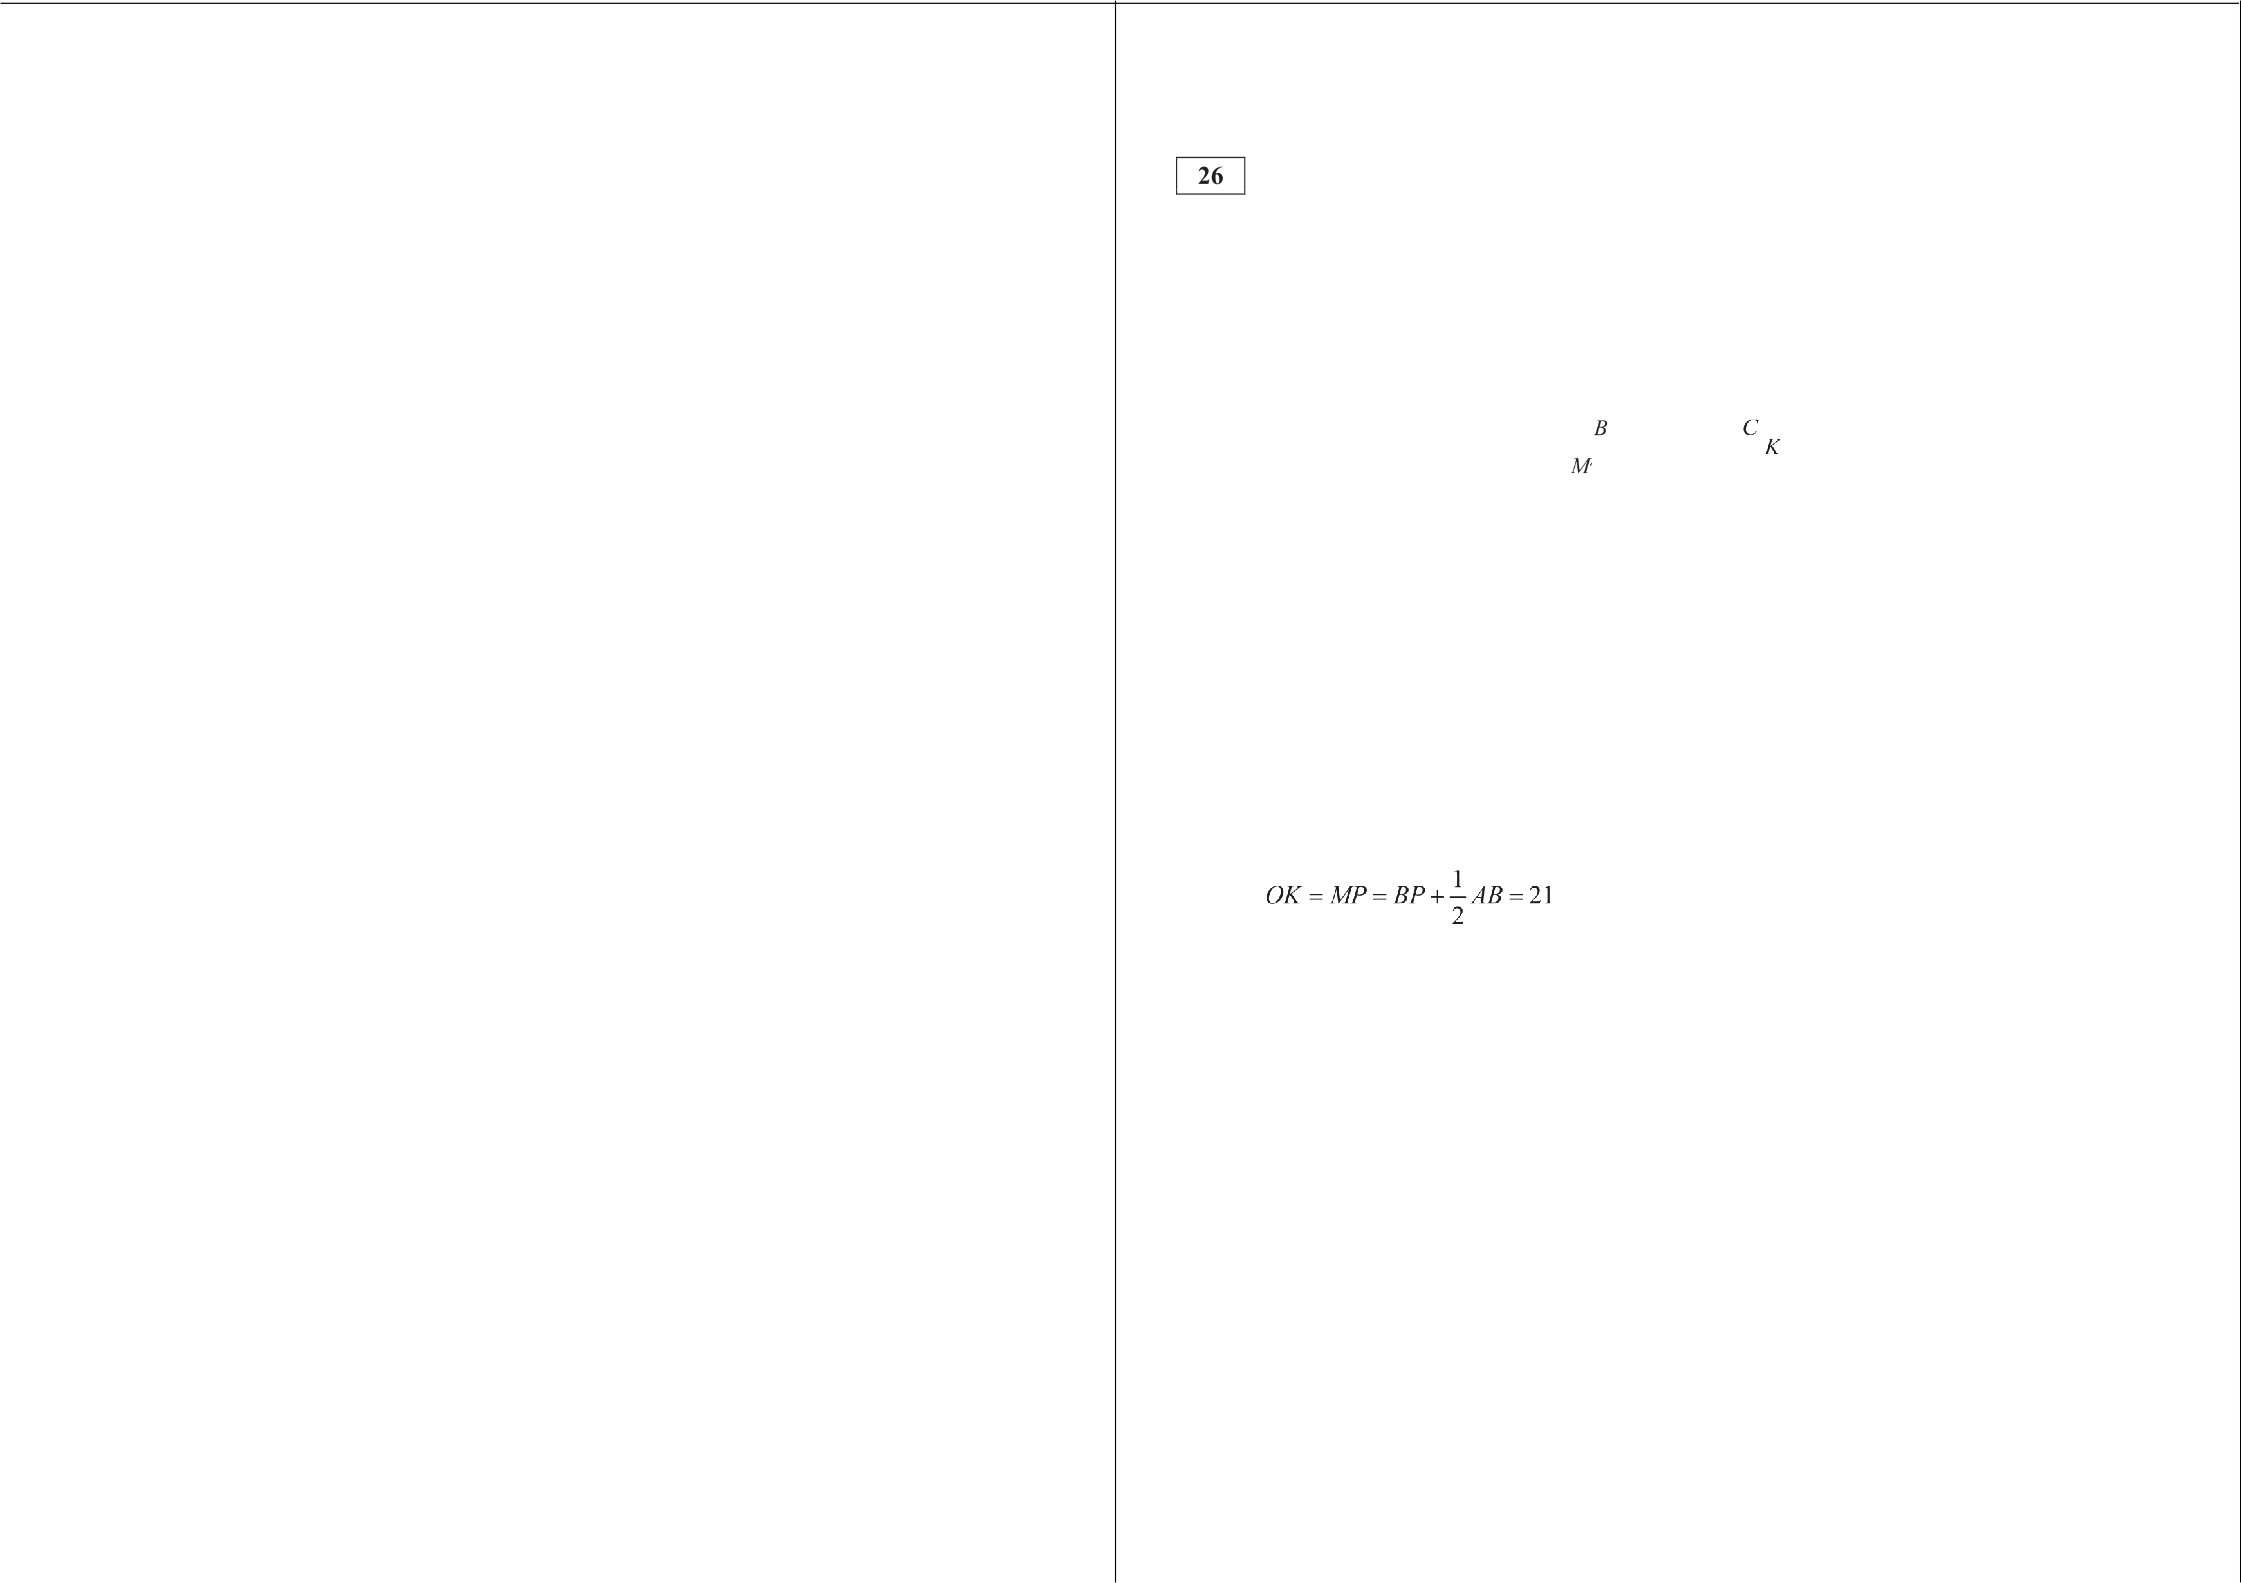 26
B C
K
M
OK = MP = BP + 1/2 AB = 21